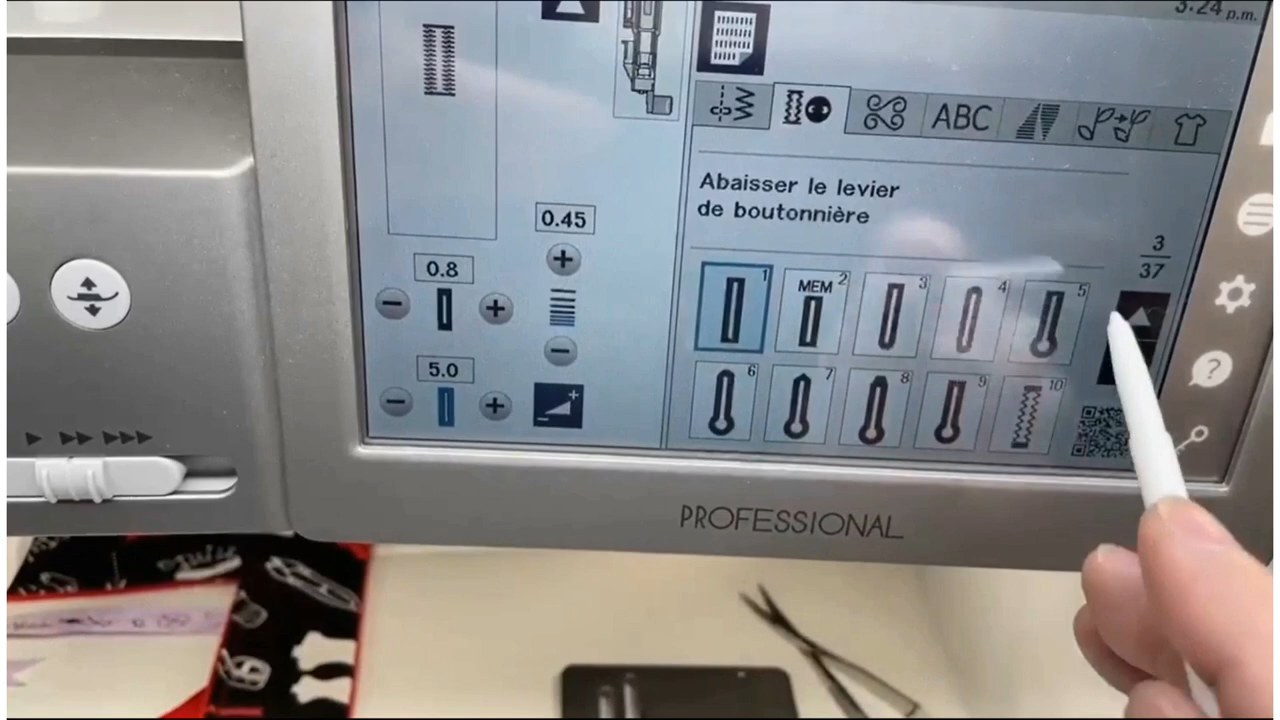 3:24 p.m.
ABC
Abaisser le levier
de boutonnière
0.45
3
37
0.8
1
MEM 2
3
4
5
5.0
6
7
8
9
10
PROFESSIONAL